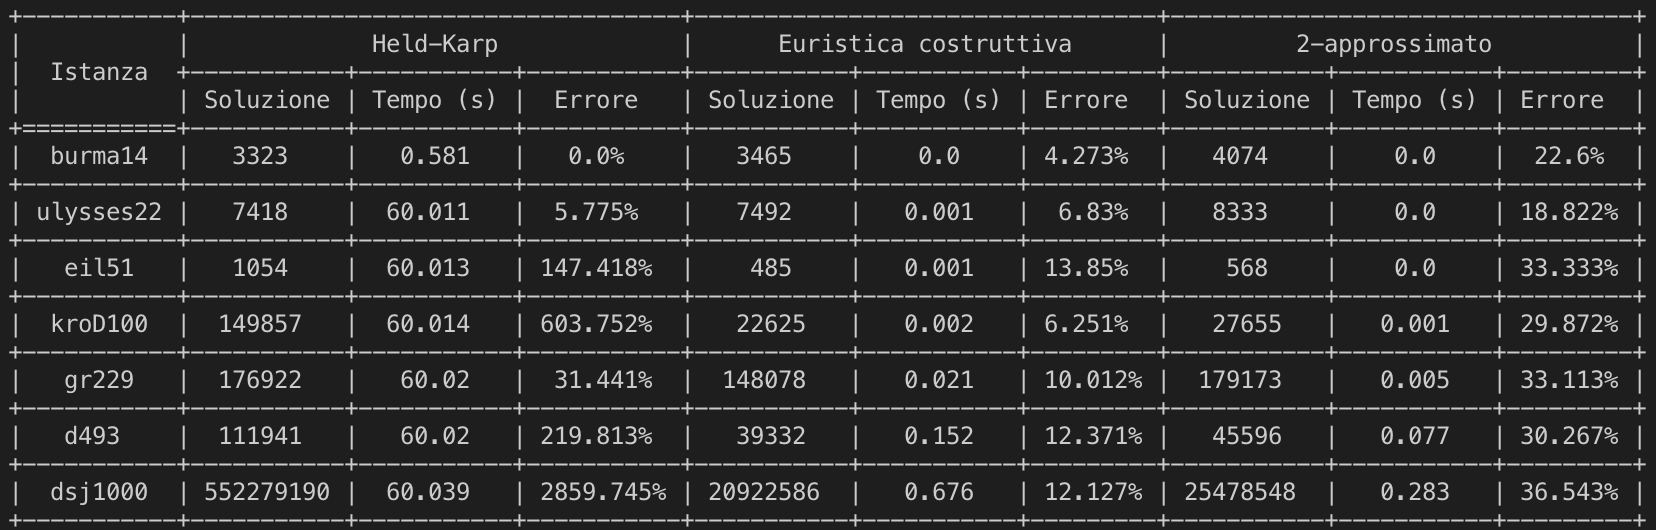 Held-Karp Euristica costruttiva 2-approssimato
Istanza
Soluzione Tempo (s) Errore Soluzione Tempo (s) Errore Soluzione Tempo (s) Errore
burma14 3323 0.581 0.0% 3465 0.0 4.273% 4074 0.0 22.6%
ulysses22 7418 60.011 5.775% 7492 0.001 6.83% 8333 0.0 18.822%
eil51 1054 60.013 147.418% 485 0.001 13.85% 568 0.0 33.333%
kroD100 149857 60.014 603.752% 22625 0.002 6.251% 27655 0.001 29.872%
gr229 176922 60.02 31.441% 148078 0.021 10.012% 179173 0.005 33.113%
d493 111941 60.02 219.813% 39332 0.152 12.371% 45596 0.077 30.267%
dsj1000 552279190 60.039 2859.745% 20922586 0.676 12.127% 25478548 0.283 36.543%